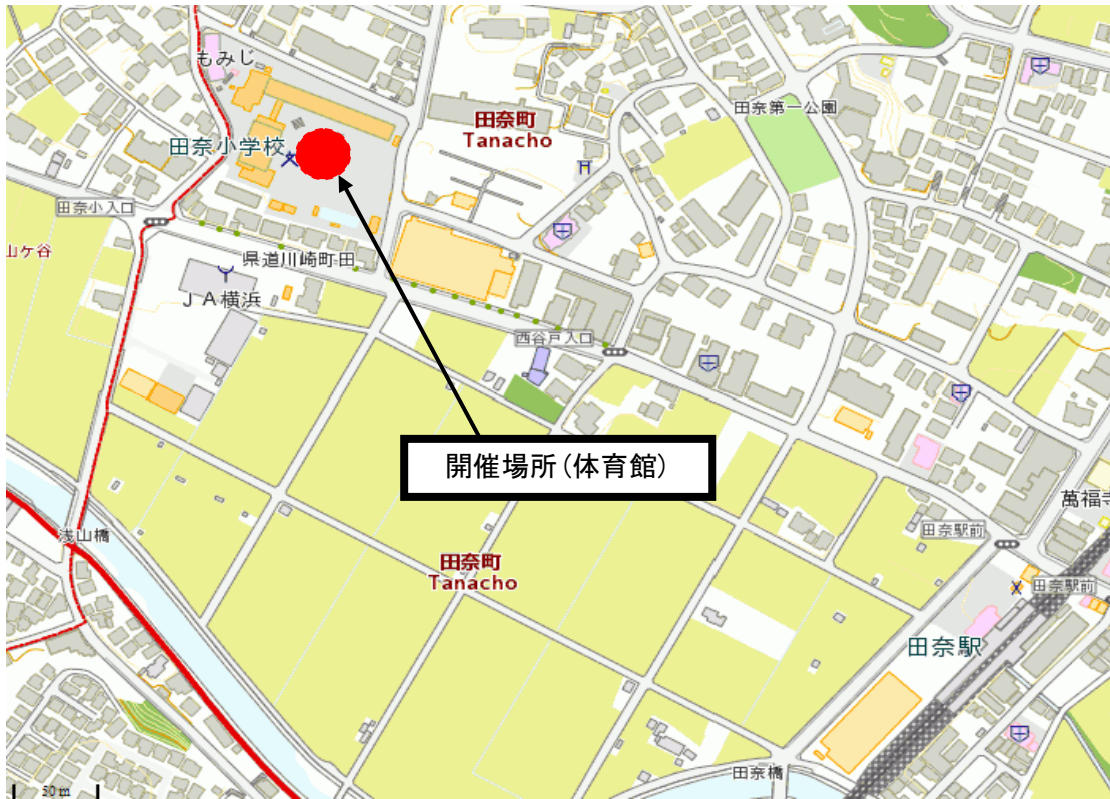 もみじ
田奈小学校
田奈町
Tanacho
田奈第一公園
田奈小入口
山ケ谷
県道川崎町田
ＪＡ横浜
西谷戸入口
開催場所(体育館)
萬福寺
浅山橋
田奈町
Tanacho
田奈駅前
田奈駅前
田奈駅
田奈橋
50 m